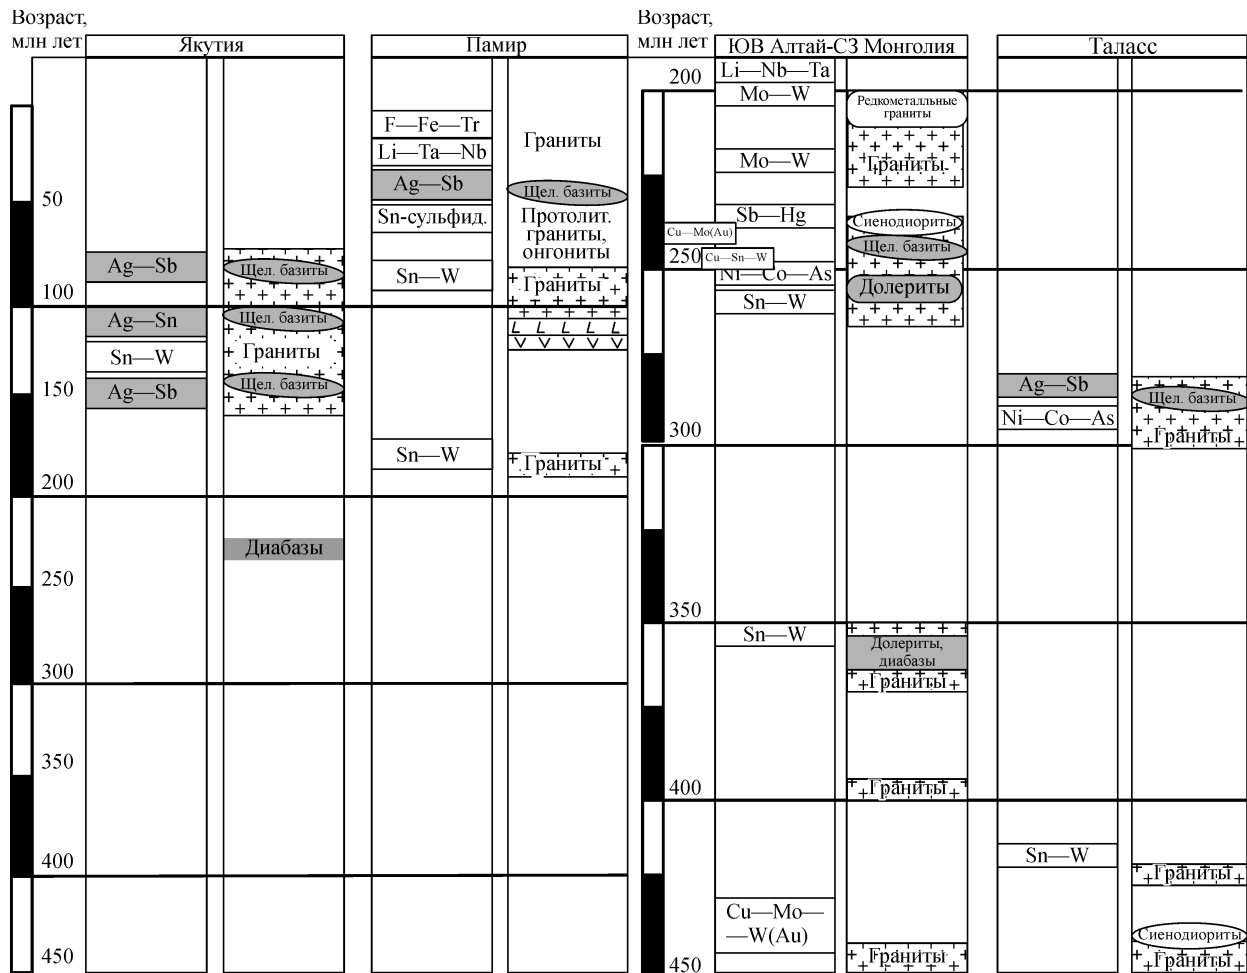 Возраст,
млн лет
Якутия
Памир
50
100
150
200
250
300
350
400
450
Ag—Sb
Ag—Sn
Sn—W
Ag—Sb
Щел. базиты
Щел. базиты
Граниты
Щел. базиты
Диабазы
F—Fe—Tr
Li—Ta—Nb
Ag—Sb
Sn-сульфид.
Sn—W
Sn—W
Граниты
Щел. базиты
Протолит.
граниты,
онгониты
Граниты
Граниты
Возраст,
млн лет
ЮВ Алтай-СЗ Монголия
Таласс
200
250
300
350
400
450
Li—Nb—Ta
Mo—W
Mo—W
Sb—Hg
Cu—Mo(Au)
Cu—Sn—W
Ni—Co—As
Sn—W
Sn—W
Cu—Mo—
—W(Au)
Редкометалльные
граниты
Граниты
Сиенодиориты
Щел. базиты
Долериты
Долериты,
диабазы
Граниты
Граниты
Граниты
Ag—Sb
Ni—Co—As
Sn—W
Щел. базиты
Граниты
Граниты
Сиенодиориты
Граниты